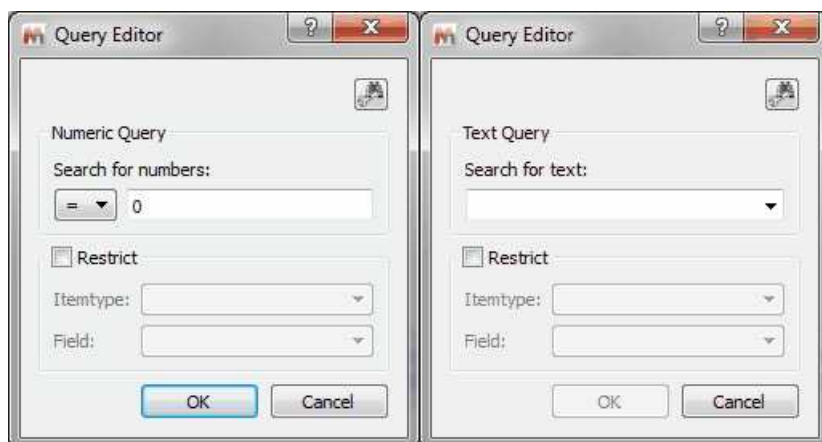 Query Editor
?
X
Numeric Query
Search for numbers:
= 0
Restrict
Itemtype:
Field:
OK Cancel
Query Editor
?
X
Text Query
Search for text:
Restrict
Itemtype:
Field:
OK Cancel